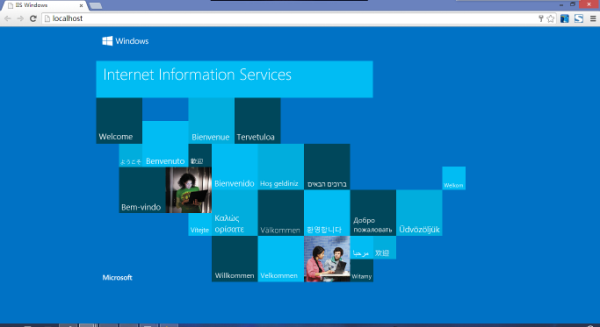 IIS Windows
localhost
Windows
Internet Information Services
Welcome
Bienvenue
Tervetuloa
ようこそ
Benvenuto
歡迎
Bienvenido
Hoş geldiniz
ברוכים הבאים
Welkom
Bem-vindo
Vítejte
Καλώς
ορίσατε
Välkommen
환영합니다
Добро
пожаловать
Üdvözöljük
مرحبا
欢迎
Microsoft
Willkommen
Velkommen
Witamy